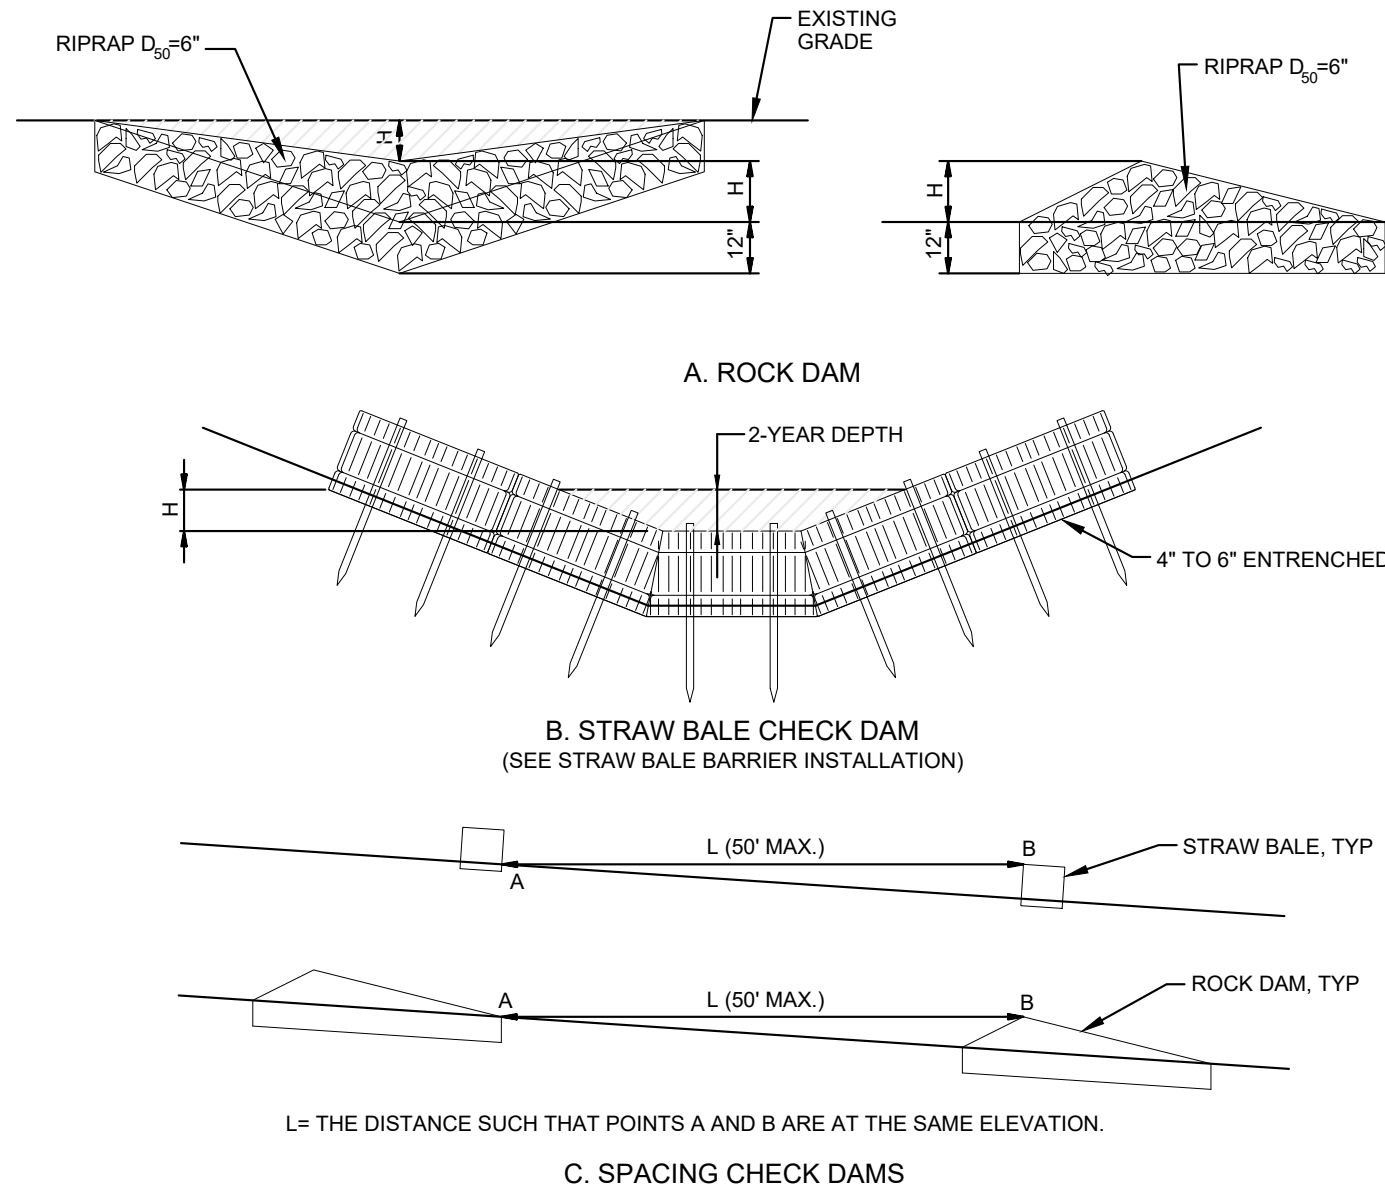 EXISTING
GRADE
RIPRAP D50=6"
RIPRAP D50=6"
H
H
12"
H
12"
A. ROCK DAM
2-YEAR DEPTH
H
4" TO 6" ENTRENCHED
B. STRAW BALE CHECK DAM
(SEE STRAW BALE BARRIER INSTALLATION)
L (50' MAX.)
B
STRAW BALE, TYP
A
A
L (50' MAX.)
B
ROCK DAM, TYP
L= THE DISTANCE SUCH THAT POINTS A AND B ARE AT THE SAME ELEVATION.
C. SPACING CHECK DAMS